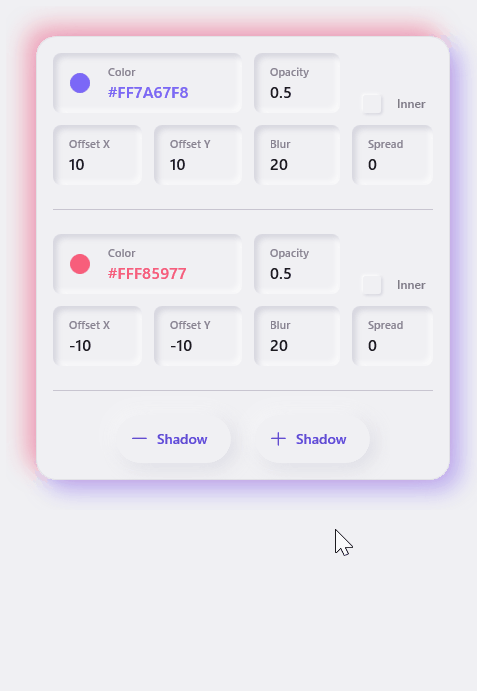 Color
#FF7A67F8
Opacity
0.5
Inner
Offset X
10
Offset Y
10
Blur
20
Spread
0
Color
#FFF85977
Opacity
0.5
Inner
Offset X
-10
Offset Y
-10
Blur
20
Spread
0
Shadow
Shadow